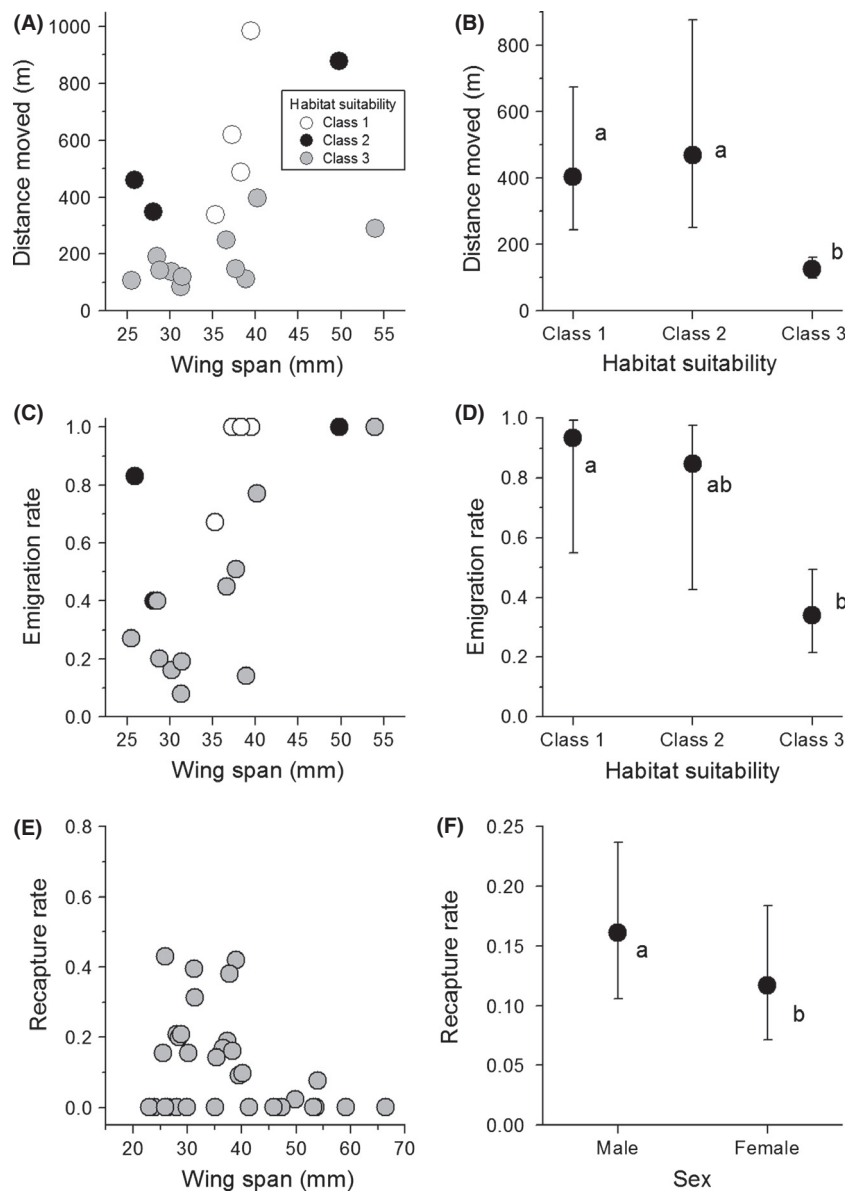 (A)
1000
800
600
400
200
0
Distance moved (m)
Habitat suitability
Class 1
Class 2
Class 3
25 30 35 40 45 50 55
Wing span (mm)
(B)
800
600
400
200
0
Distance moved (m)
a
a
b
Class 1 Class 2 Class 3
Habitat suitability
(C)
1.0
0.8
0.6
0.4
0.2
0.0
Emigration rate
25 30 35 40 45 50 55
Wing span (mm)
(D)
1.0
0.8
0.6
0.4
0.2
0.0
Emigration rate
a
ab
b
Class 1 Class 2 Class 3
Habitat suitability
(E)
0.8
0.6
0.4
0.2
0.0
Recapture rate
20 30 40 50 60 70
Wing span (mm)
(F)
0.25
0.20
0.15
0.10
0.05
0.00
Recapture rate
a
b
Male Female
Sex